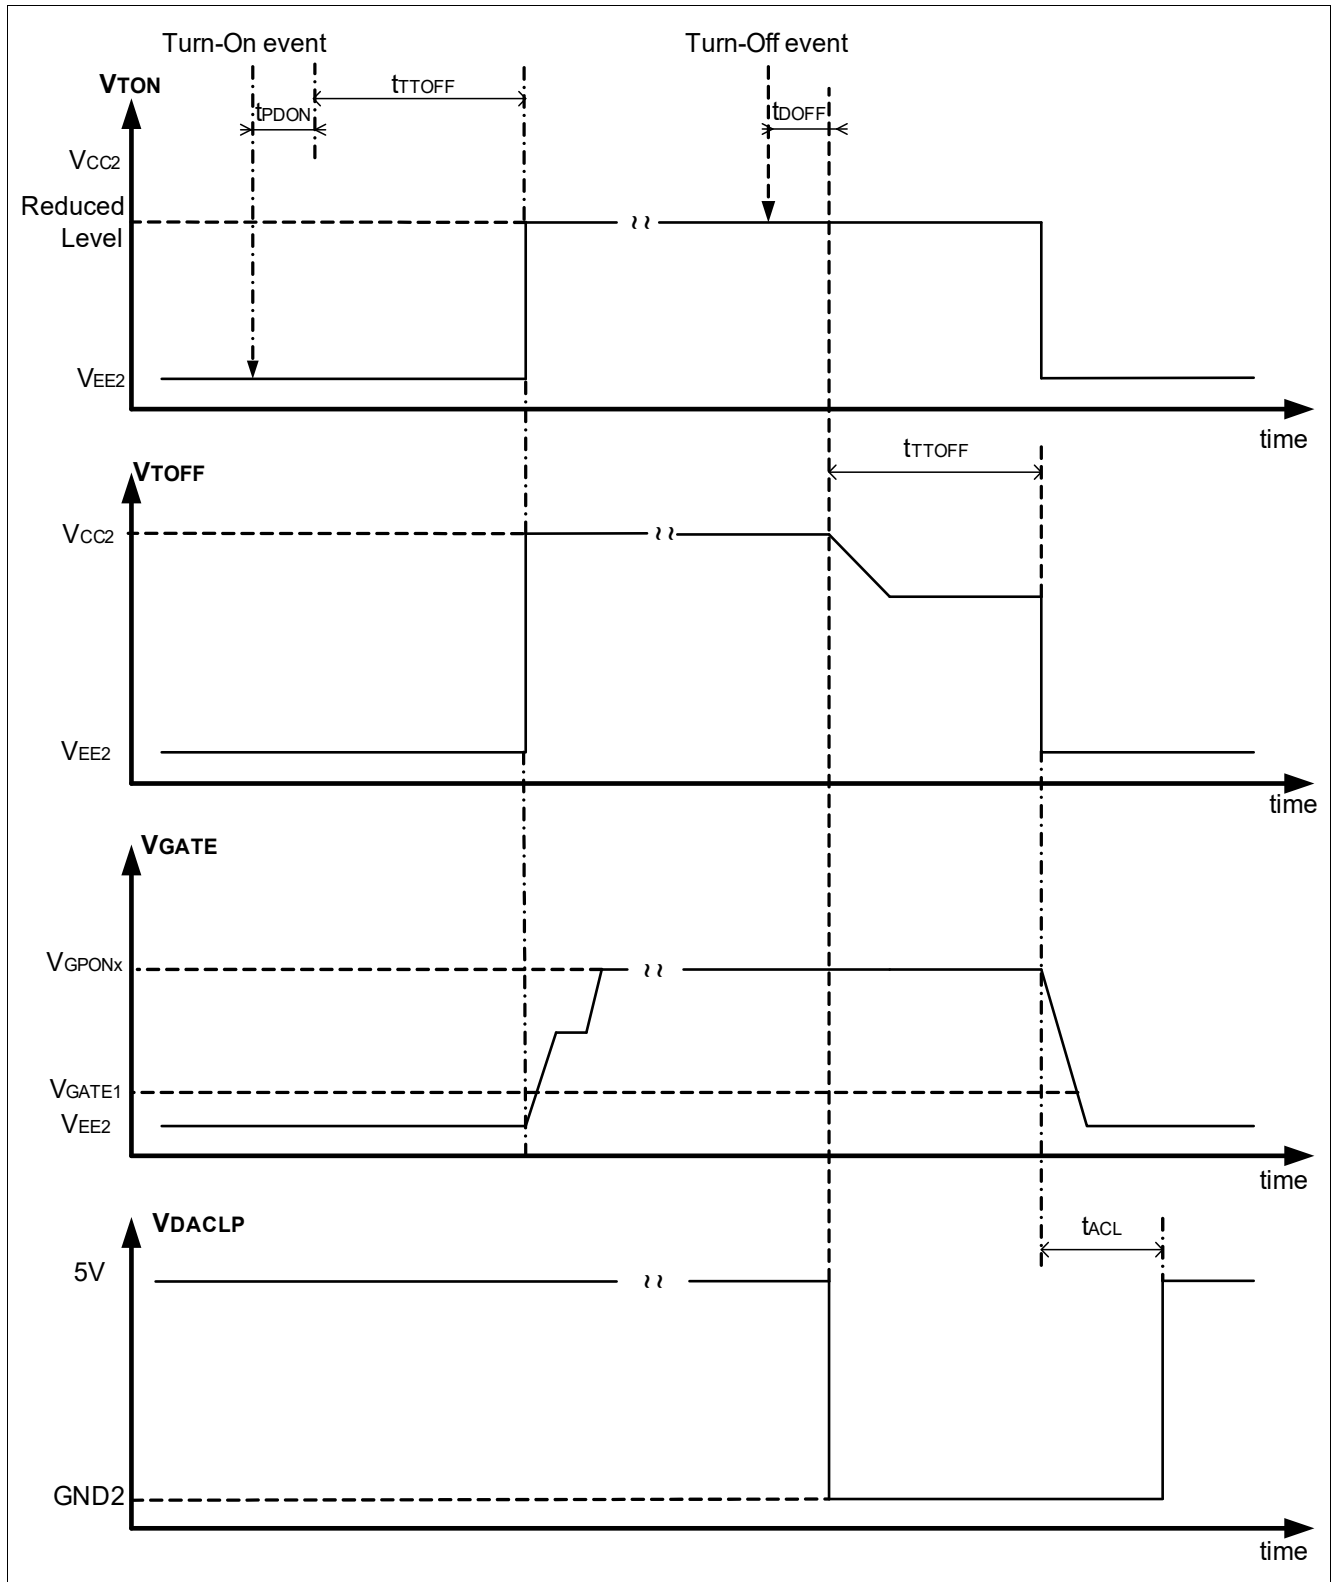 Turn-On event
Turn-Off event
VTON
tTTOFF
tPDON
tDOFF
VCC2
Reduced
Level
VEE2
time
VTOFF
tTTOFF
VCC2
VEE2
time
VGATE
VGPONx
VGATE1
VEE2
time
VDACLP
tACL
5V
GND2
time